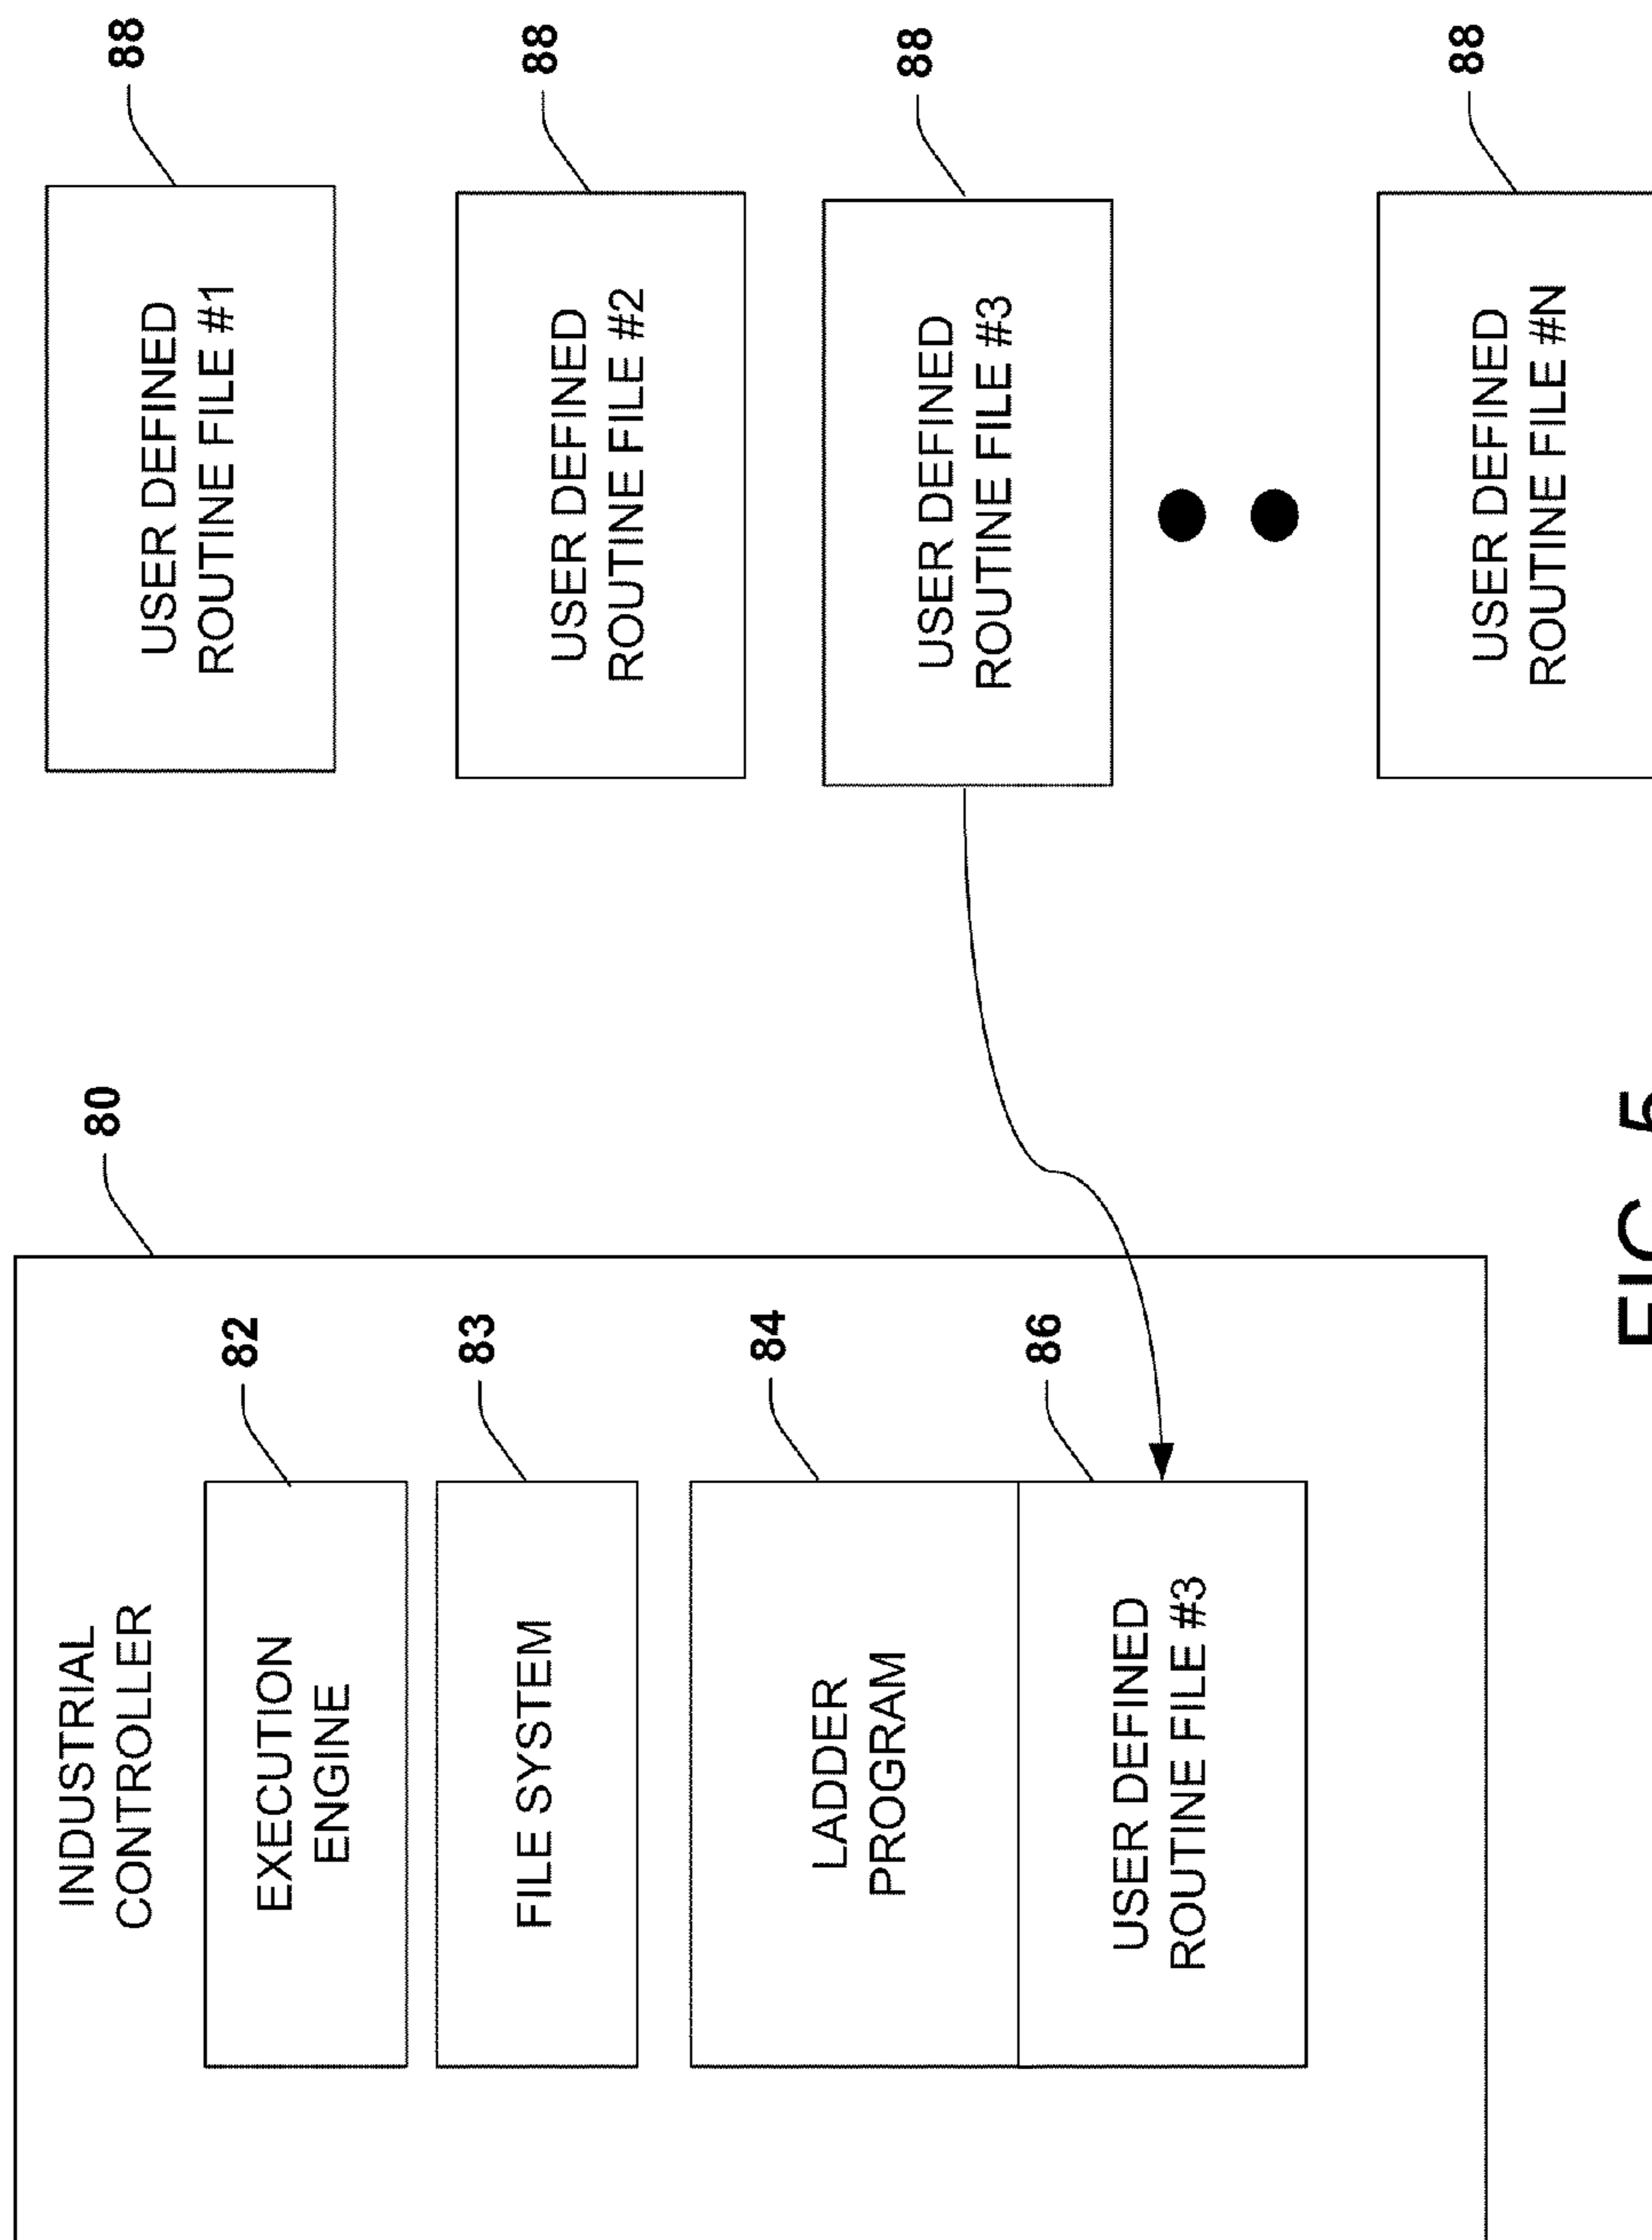 INDUSTRIAL
CONTROLLER
80
EXECUTION
ENGINE
82
FILE SYSTEM
83
LADDER
PROGRAM
84
USER DEFINED
ROUTINE FILE #3
86
USER DEFINED
ROUTINE FILE #1
88
USER DEFINED
ROUTINE FILE #2
88
USER DEFINED
ROUTINE FILE #3
88
USER DEFINED
ROUTINE FILE #N
88